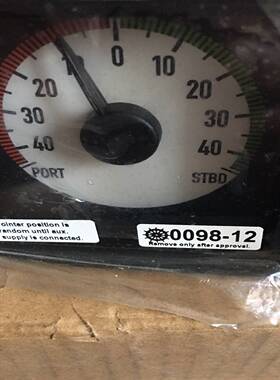 10 0 10
20 20
30 30
40 40
PORT STBD
ointer position is
random until aux.
supply is connected.
0098-12
Remove only after approval.